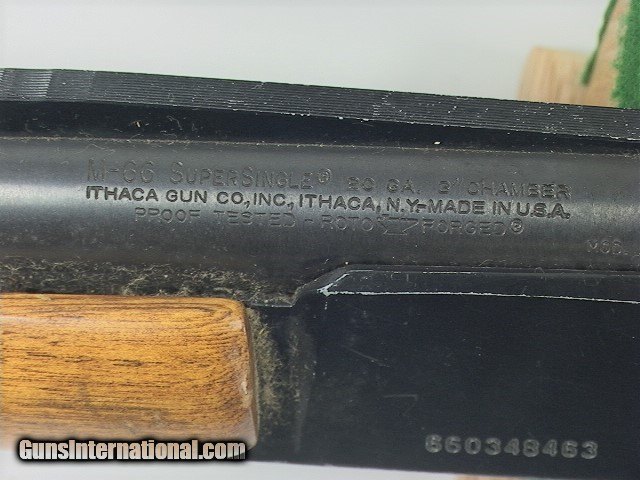 M-66 SUPERSINGLE® 20 GA. 3" CHAMBER
ITHACA GUN CO., INC., ITHACA, N.Y.-MADE IN U.S.A.
PROOF TESTED - ROTO FORGED®
660348463
GunsInternational.com